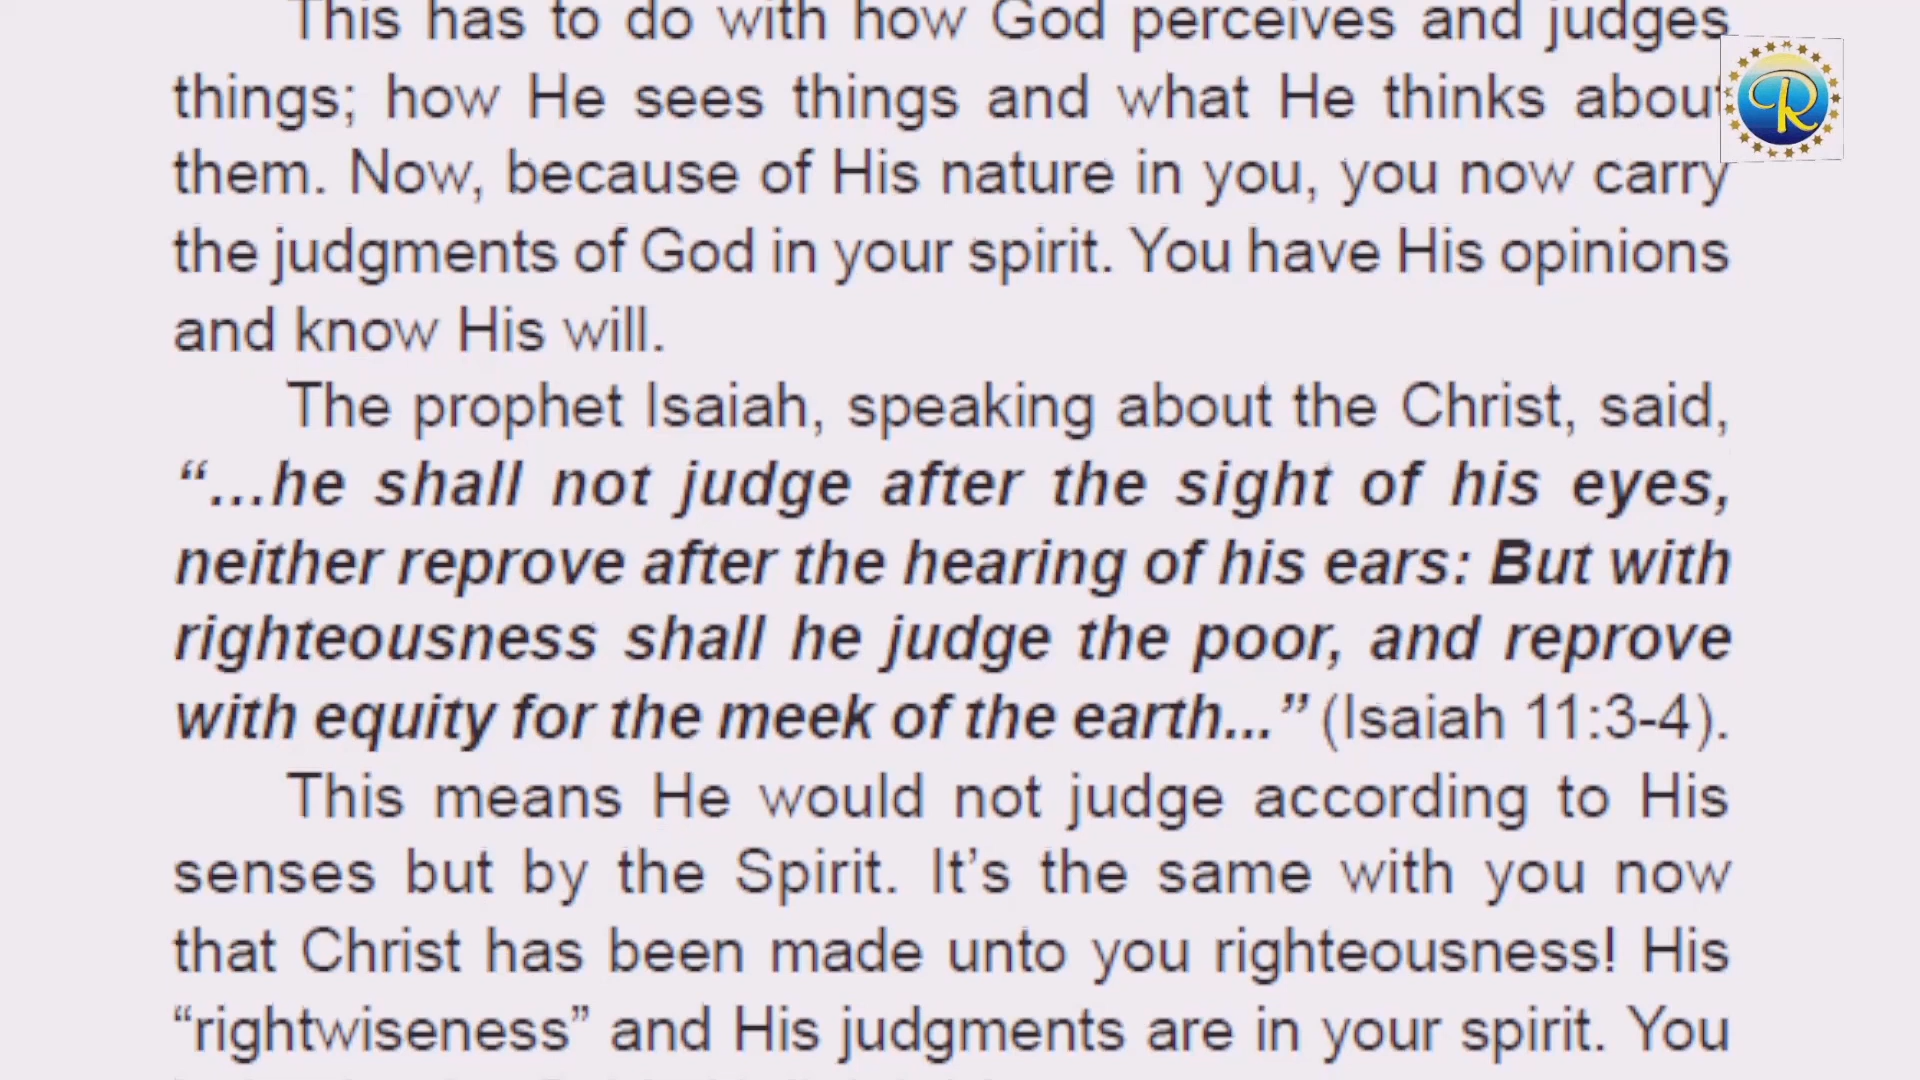 This has to do with how God perceives and judges
things; how He sees things and what He thinks about
them. Now, because of His nature in you, you now carry
the judgments of God in your spirit. You have His opinions
and know His will.
The prophet Isaiah, speaking about the Christ, said,
“...he shall not judge after the sight of his eyes,
neither reprove after the hearing of his ears: But with
righteousness shall he judge the poor, and reprove
with equity for the meek of the earth...” (Isaiah 11:3-4).
This means He would not judge according to His
senses but by the Spirit. It’s the same with you now
that Christ has been made unto you righteousness! His
“rightwiseness” and His judgments are in your spirit. You
R